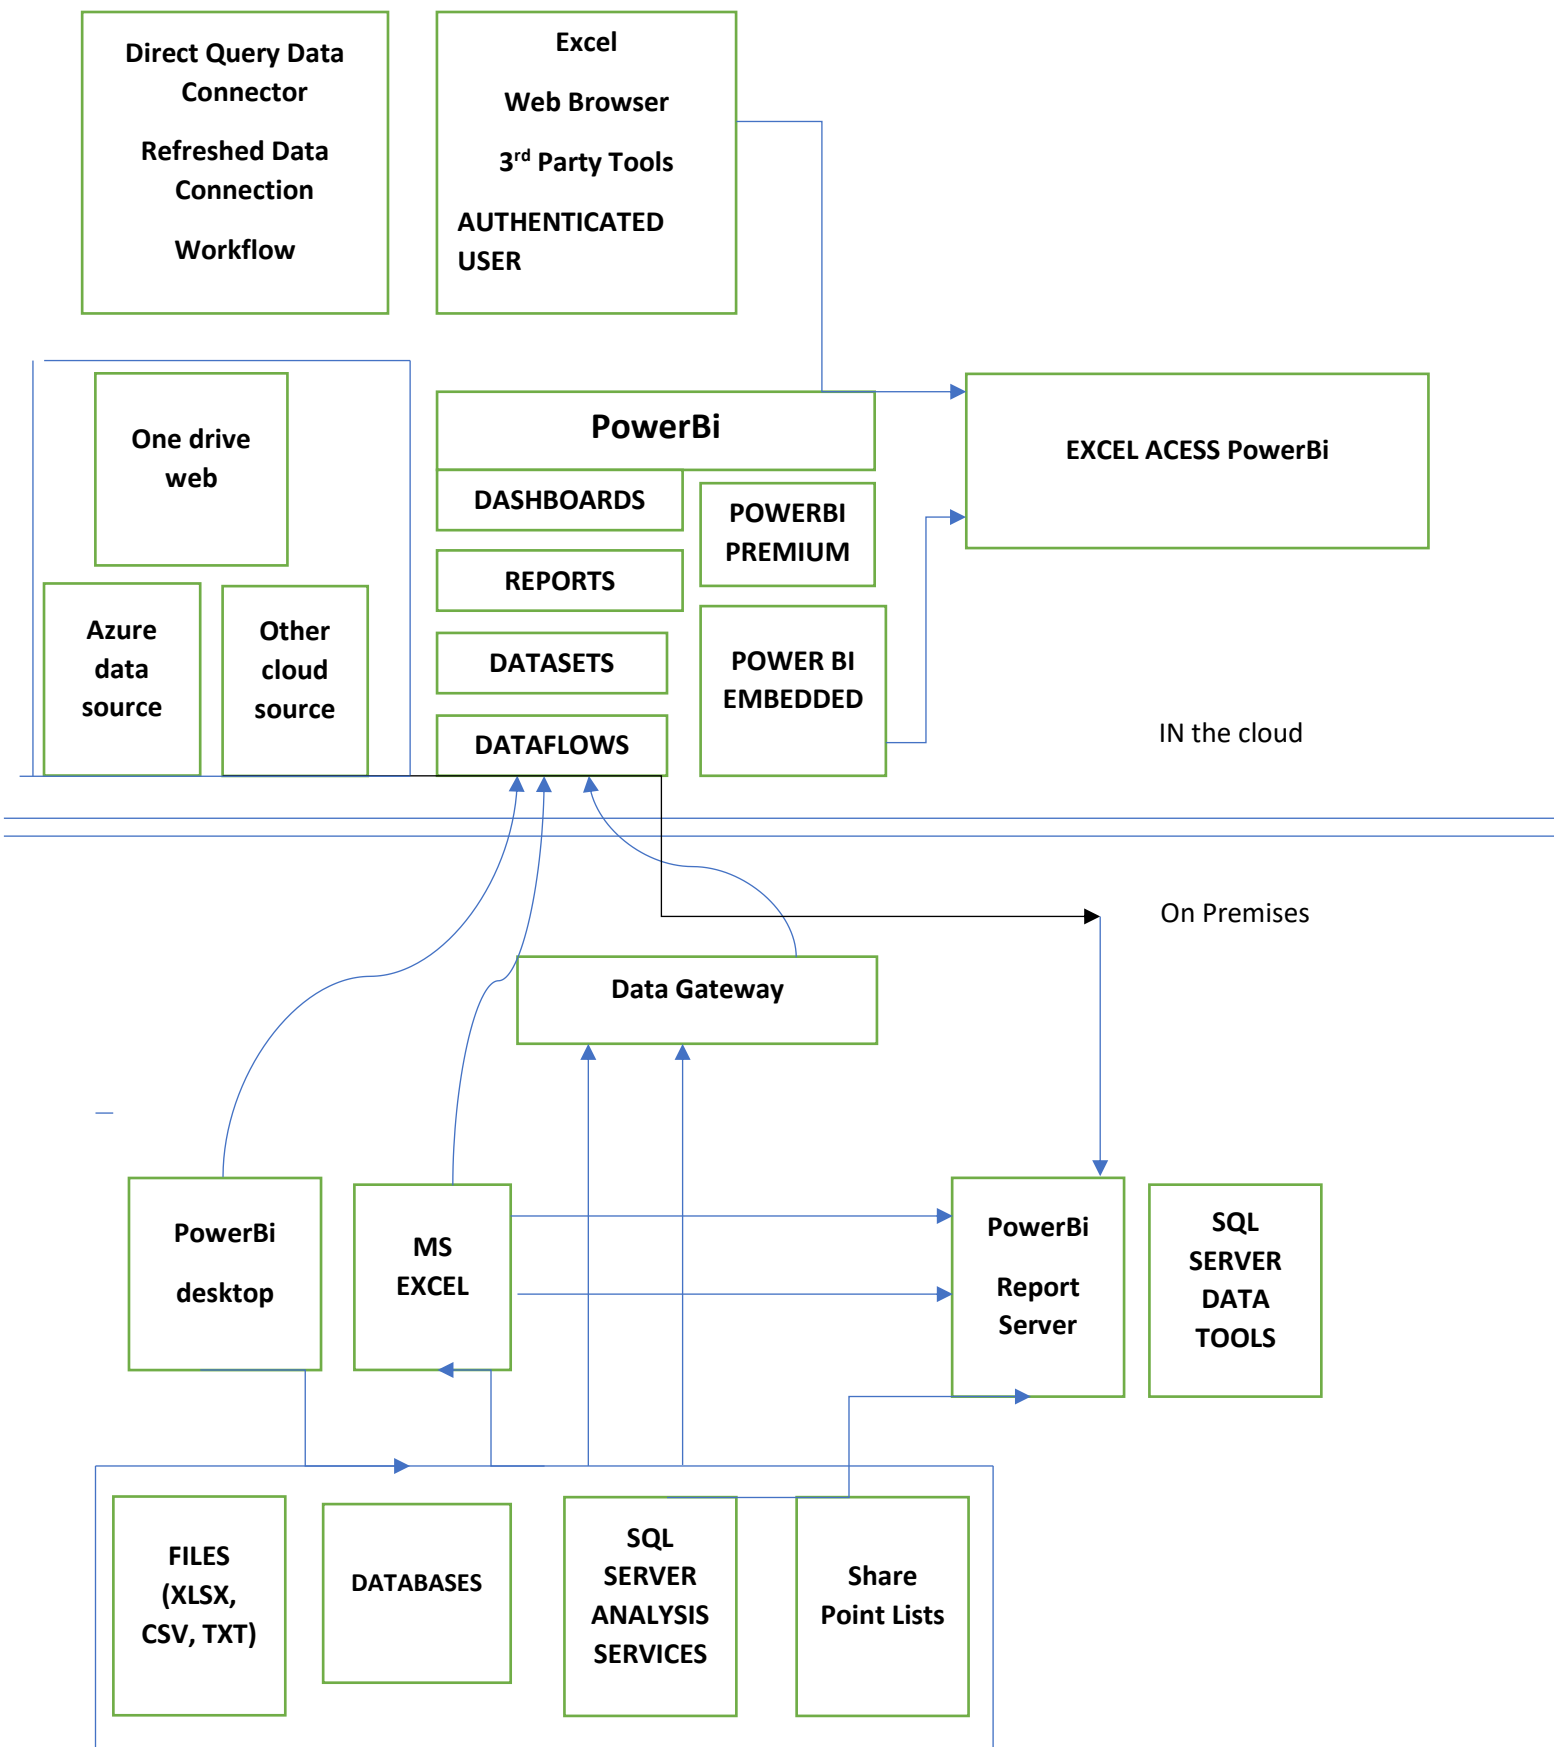 Direct Query Data
Connector
Refreshed Data
Connection
Workflow
Excel
Web Browser
3rd Party Tools
AUTHENTICATED
USER
One drive
web
Azure
data
source
Other
cloud
source
PowerBi
DASHBOARDS
REPORTS
DATASETS
DATAFLOWS
POWERBI
PREMIUM
POWER BI
EMBEDDED
EXCEL ACESS PowerBi
IN the cloud
On Premises
Data Gateway
PowerBi
desktop
MS
EXCEL
PowerBi
Report
Server
SQL
SERVER
DATA
TOOLS
FILES
(XLSX,
CSV, TXT)
DATABASES
SQL
SERVER
ANALYSIS
SERVICES
Share
Point Lists